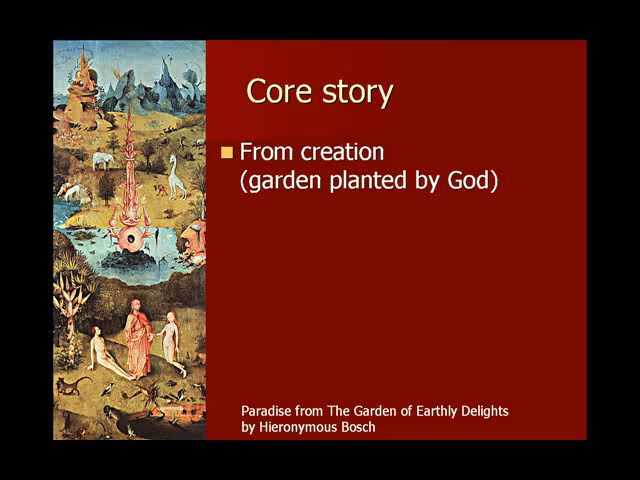 Core story
From creation
(garden planted by God)
Paradise from The Garden of Earthly Delights
by Hieronymous Bosch